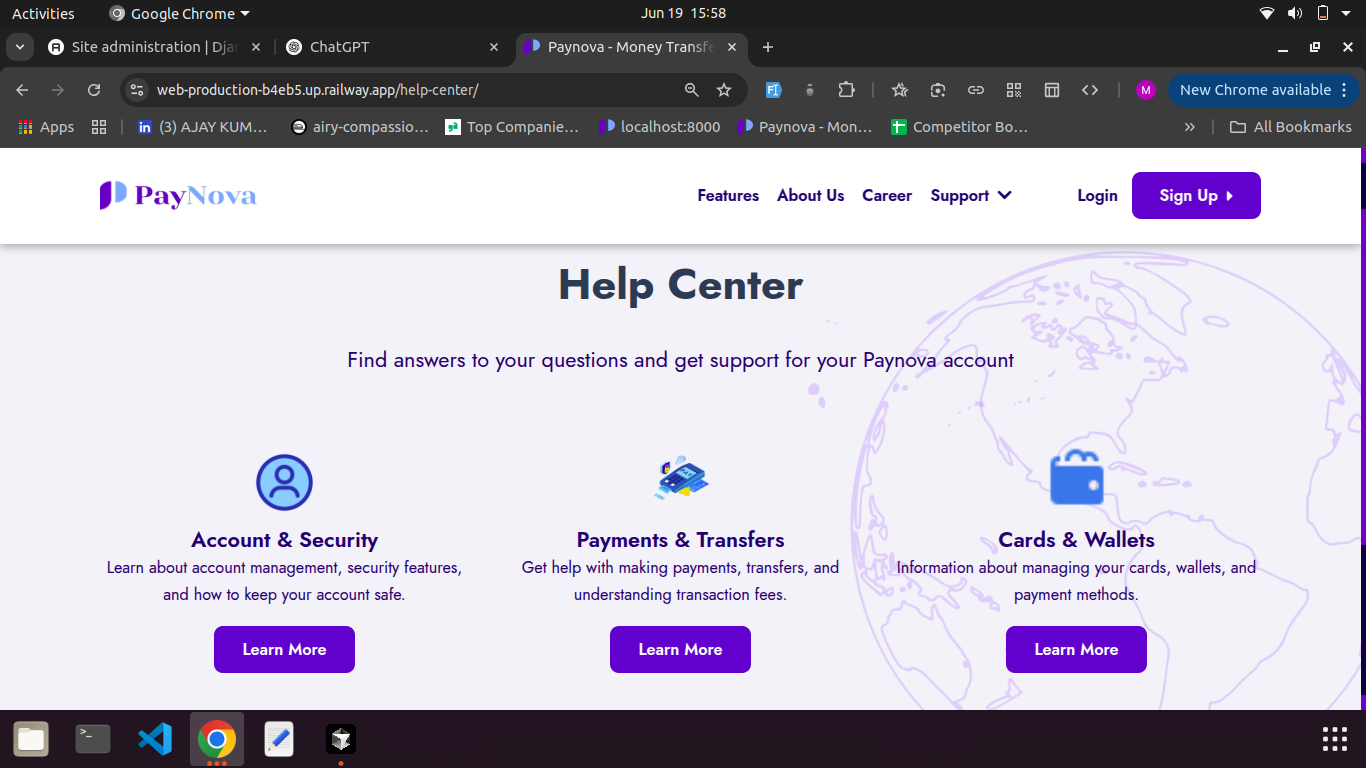 Activities
Google Chrome
Jun 19 15:58
Site administration | Djan
ChatGPT
Paynova - Money Transfe
web-production-b4eb5.up.railway.app/help-center/
M
New Chrome available
Apps
(3) AJAY KUM...
airy-compassio...
Top Companie...
localhost:8000
Paynova - Mon...
Competitor Bo...
»
All Bookmarks
PayNova
Features
About Us
Career
Support
Login
Sign Up
Help Center
Find answers to your questions and get support for your Paynova account
Account & Security
Learn about account management, security features,
and how to keep your account safe.
Learn More
Payments & Transfers
Get help with making payments, transfers, and
understanding transaction fees.
Learn More
Cards & Wallets
Information about managing your cards, wallets, and
payment methods.
Learn More